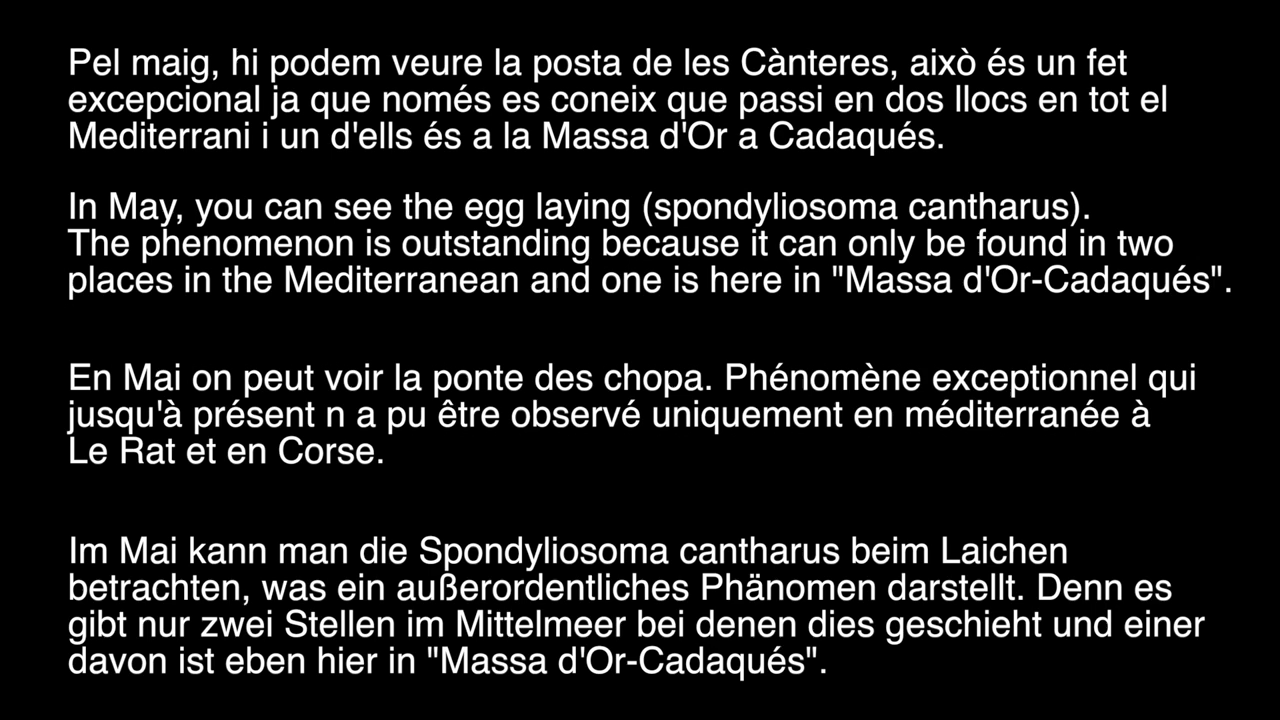 Pel maig, hi podem veure la posta de les Cànteres, això és un fet
excepcional ja que només es coneix que passi en dos llocs en tot el
Mediterrani i un d'ells és a la Massa d'Or a Cadaqués.
In May, you can see the egg laying (spondyliosoma cantharus).
The phenomenon is outstanding because it can only be found in two
places in the Mediterranean and one is here in "Massa d'Or-Cadaqués".
En Mai on peut voir la ponte des chopa. Phénomène exceptionnel qui
jusqu'à présent n a pu être observé uniquement en méditerranée à
Le Rat et en Corse.
Im Mai kann man die Spondyliosoma cantharus beim Laichen
betrachten, was ein außerordentliches Phänomen darstellt. Denn es
gibt nur zwei Stellen im Mittelmeer bei denen dies geschieht und einer
davon ist eben hier in "Massa d'Or-Cadaqués".